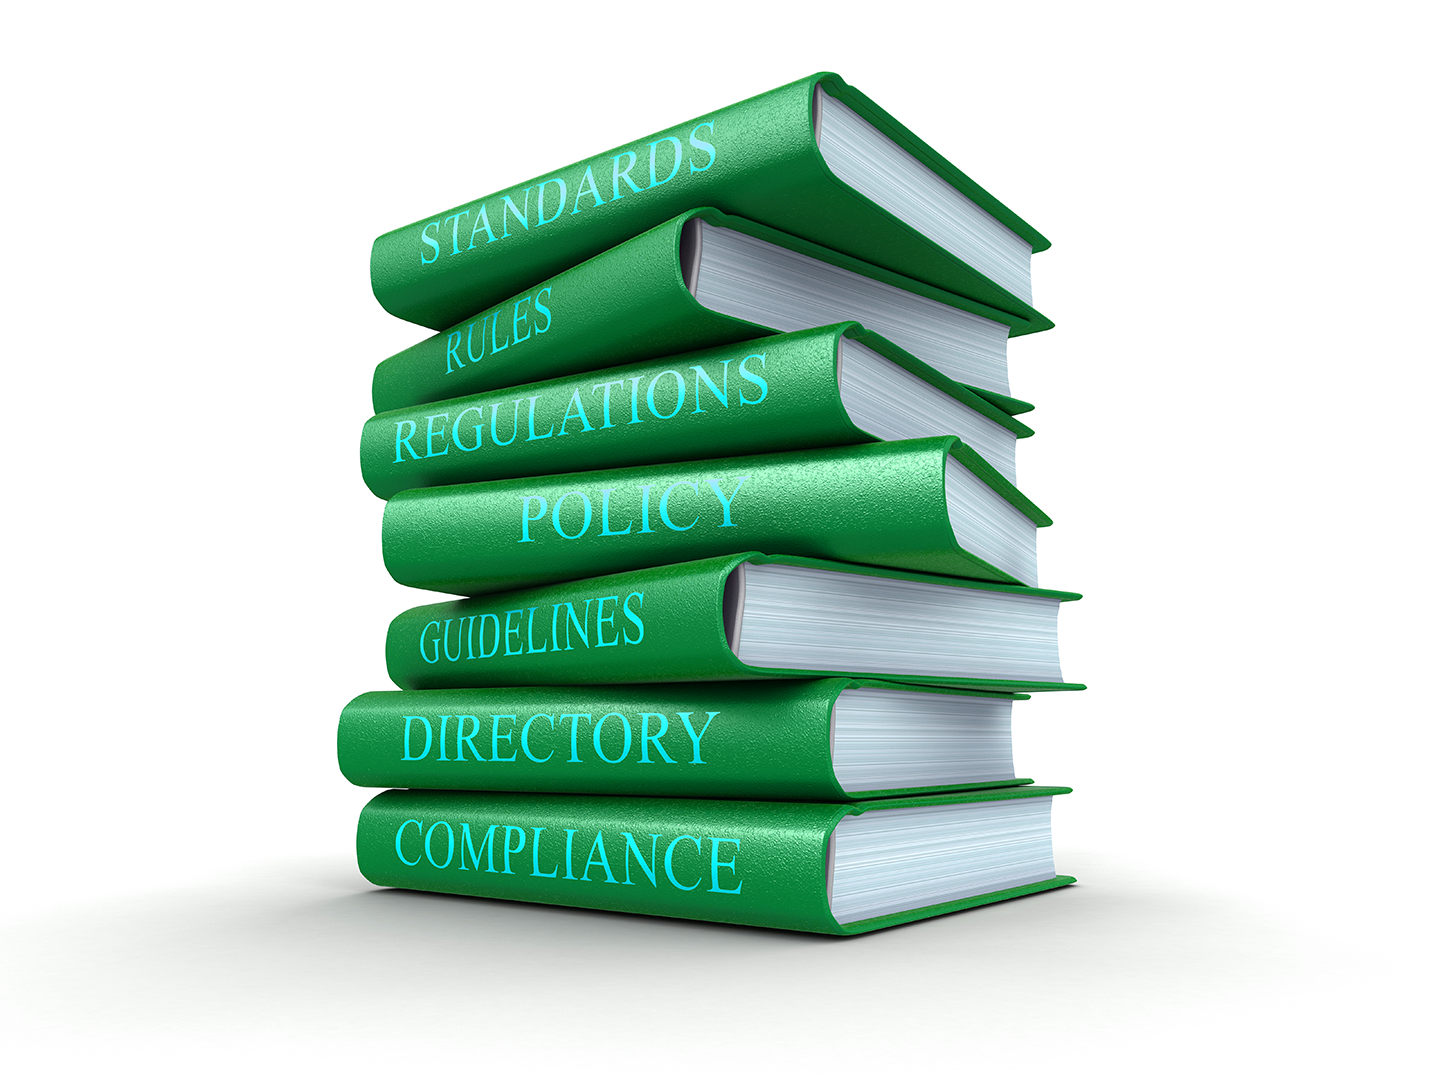 STANDARDS
RULES
REGULATIONS
POLICY
GUIDELINES
DIRECTORY
COMPLIANCE